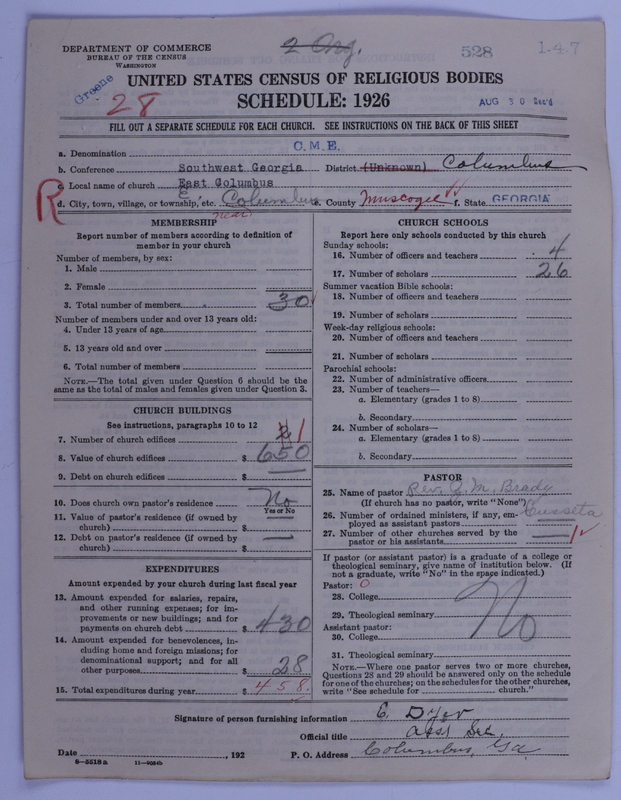 DEPARTMENT OF COMMERCE
BUREAU OF THE CENSUS
WASHINGTON
2 Org.
528
1-4-7
Greene
28
UNITED STATES CENSUS OF RELIGIOUS BODIES
SCHEDULE: 1926
AUG 30 Rec'd
FILL OUT A SEPARATE SCHEDULE FOR EACH CHURCH. SEE INSTRUCTIONS ON THE BACK OF THIS SHEET
a. Denomination C.M.E.
b. Conference Southwest Georgia District (Unknown) Columbus
R
c. Local name of church East Columbus
d. City, town, village, or township, etc. E. Columbus e. County Muscogee f. State GEORGIA
near
MEMBERSHIP
Report number of members according to definition of member in your church
Number of members, by sex:
1. Male
2. Female
3. Total number of members 30
Number of members under and over 13 years old:
4. Under 13 years of age
5. 13 years old and over
6. Total number of members
NOTE.—The total given under Question 6 should be the
same as the total of males and females given under Question 3.
CHURCH BUILDINGS
See instructions, paragraphs 10 to 12
7. Number of church edifices 1
8. Value of church edifices $ 650
9. Debt on church edifices $
10. Does church own pastor's residence No
Yes or No
11. Value of pastor's residence (if owned by
church) $
12. Debt on pastor's residence (if owned by
church) $
EXPENDITURES
Amount expended by your church during last fiscal year
13. Amount expended for salaries, repairs,
and other running expenses; for im-
provements or new buildings; and for
payments on church debt $ 430
14. Amount expended for benevolences, in-
cluding home and foreign missions; for
denominational support; and for all
other purposes $ 28
15. Total expenditures during year $ 458.
CHURCH SCHOOLS
Report here only schools conducted by this church
Sunday schools:
16. Number of officers and teachers 4
17. Number of scholars 26
Summer vacation Bible schools:
18. Number of officers and teachers
19. Number of scholars
Week-day religious schools:
20. Number of officers and teachers
21. Number of scholars
Parochial schools:
22. Number of administrative officers
23. Number of teachers—
a. Elementary (grades 1 to 8)
b. Secondary
24. Number of scholars—
a. Elementary (grades 1 to 8)
b. Secondary
PASTOR
25. Name of pastor Rev. J. M. Brady
(If church has no pastor, write "None") Cusseta
26. Number of ordained ministers, if any, em-
ployed as assistant pastors
27. Number of other churches served by the
pastor or his assistants 1
If pastor (or assistant pastor) is a graduate of a college or
theological seminary, give name of institution below. (If
not a graduate, write "No" in the space indicated.)
Pastor: 0
28. College No
29. Theological seminary
Assistant pastor:
30. College
31. Theological seminary
NOTE.—Where one pastor serves two or more churches,
Questions 28 and 29 should be answered only on the schedule
for one of the churches; on the schedules for the other churches,
write "See schedule for church."
Signature of person furnishing information E. Dyer
Official title Asst Sec.
Date , 192 P. O. Address Columbus, Ga
8-5518 a